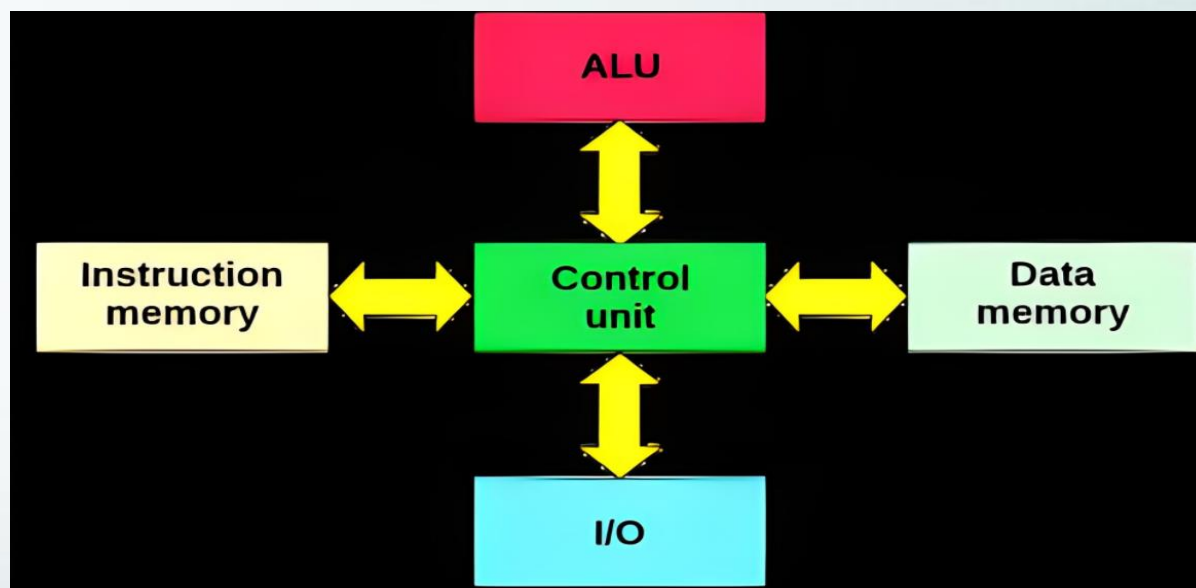 ALU
Instruction
memory
Control
unit
Data
memory
I/O